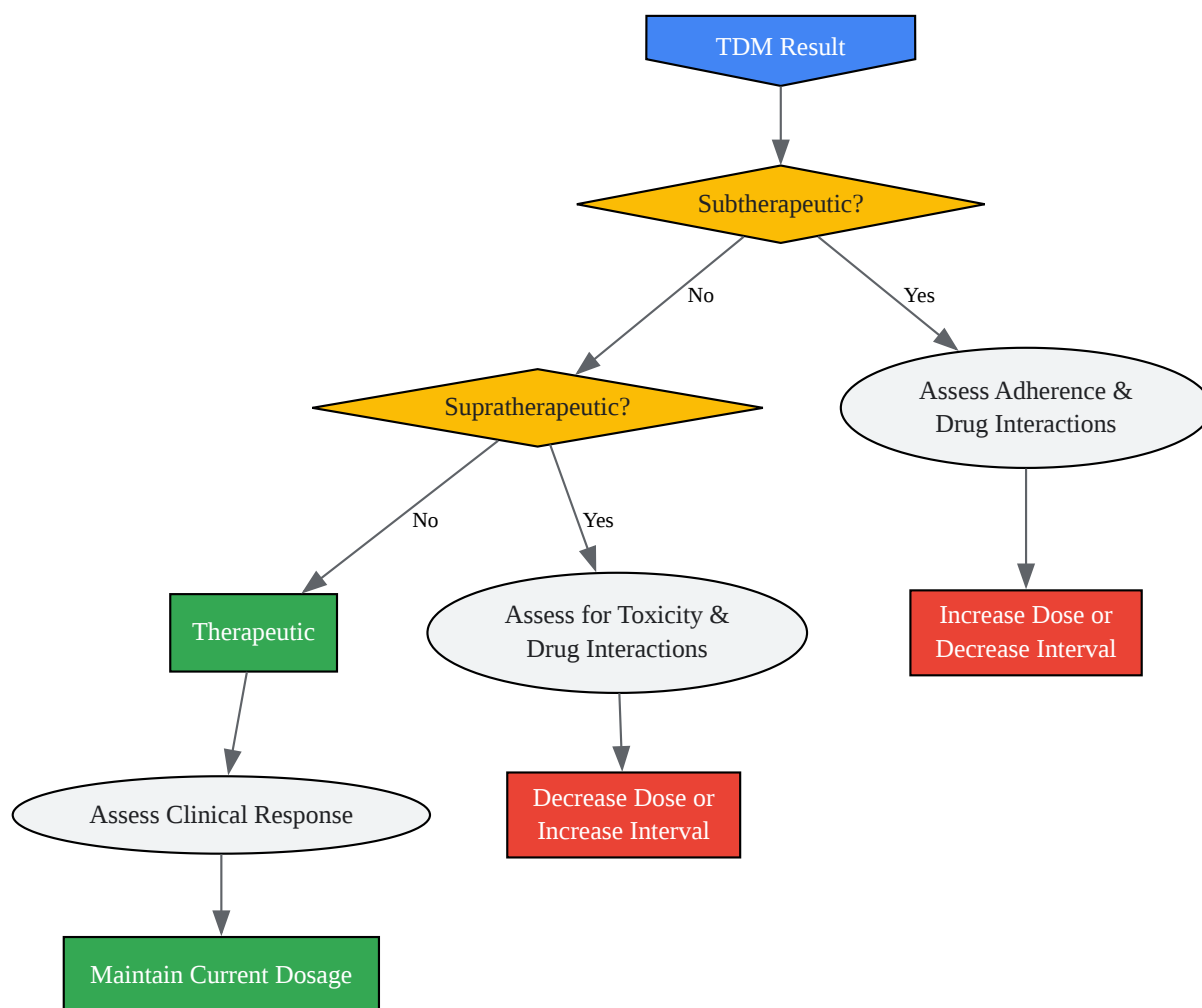 TDM Result
Subtherapeutic?
No
Yes
Supratherapeutic?
Assess Adherence &
Drug Interactions
No
Yes
Therapeutic
Assess for Toxicity &
Drug Interactions
Increase Dose or
Decrease Interval
Assess Clinical Response
Decrease Dose or
Increase Interval
Maintain Current Dosage